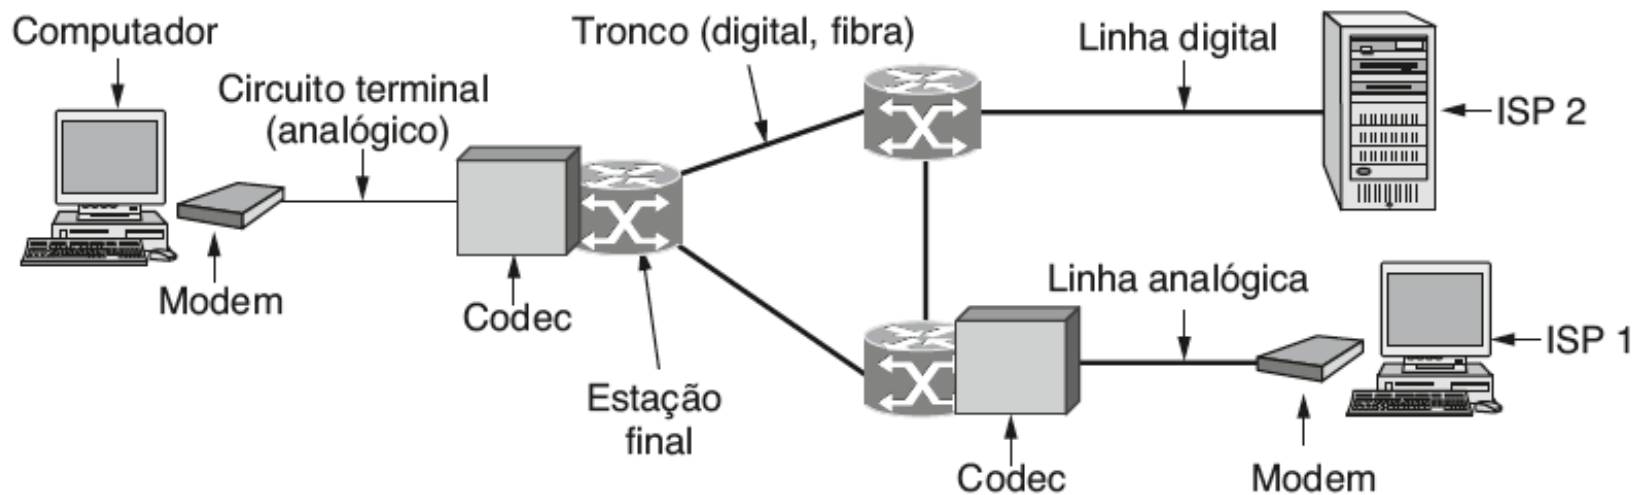 Computador
Circuito terminal
(analógico)
Tronco (digital, fibra)
Linha digital
ISP 2
Modem
Codec
Estação
final
Linha analógica
ISP 1
Codec
Modem